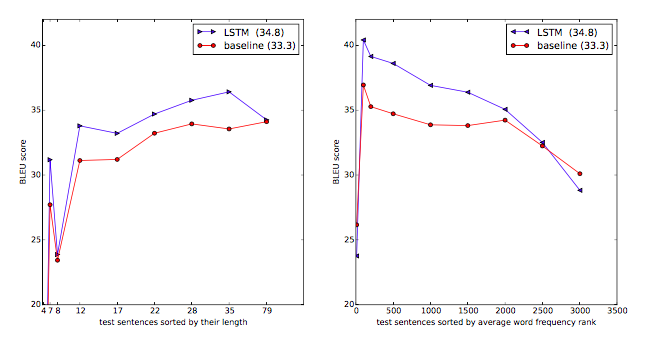 40
35
30
25
20
BLEU score
LSTM (34.8)
baseline (33.3)
4 7 8 12 17 22 28 35 79
test sentences sorted by their length
40
35
30
25
20
BLEU score
LSTM (34.8)
baseline (33.3)
0 500 1000 1500 2000 2500 3000 3500
test sentences sorted by average word frequency rank